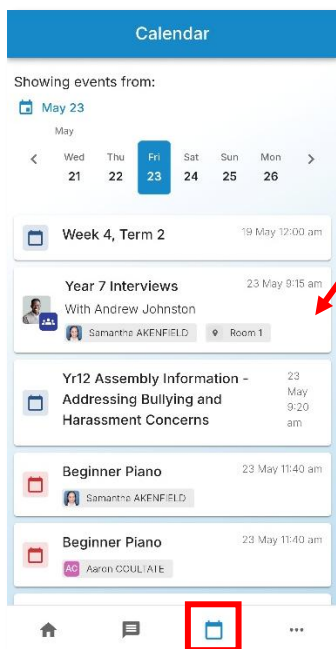 Calendar
Showing events from:
May 23
May
Wed Thu Fri Sat Sun Mon
21 22 23 24 25 26
Week 4, Term 2 19 May 12:00 am
Year 7 Interviews 23 May 9:15 am
With Andrew Johnston
Samantha AKENFIELD Room 1
Yr12 Assembly Information - 23
Addressing Bullying and May
9:20
Harassment Concerns am
Beginner Piano 23 May 11:40 am
Samantha AKENFIELD
Beginner Piano 23 May 11:40 am
AC Aaron COULTATE